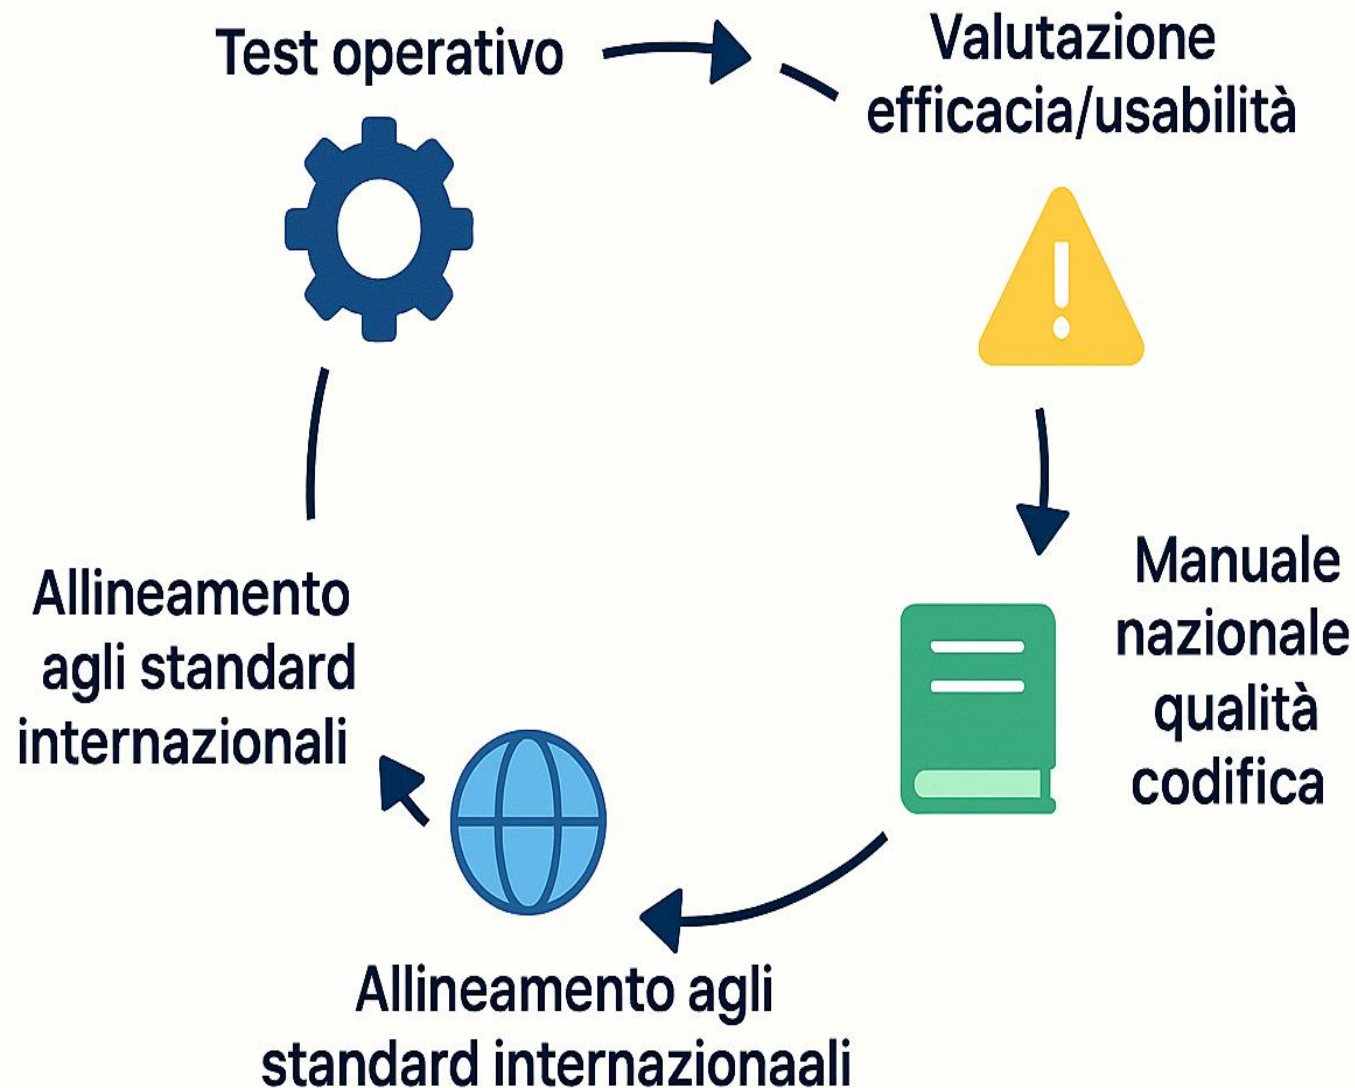 Test operativo
Valutazione
efficacia/usabilità
Manuale
nazionale
qualità
codifica
Allineamento agli
standard internazionaali
Allineamento
agli standard
internazionali